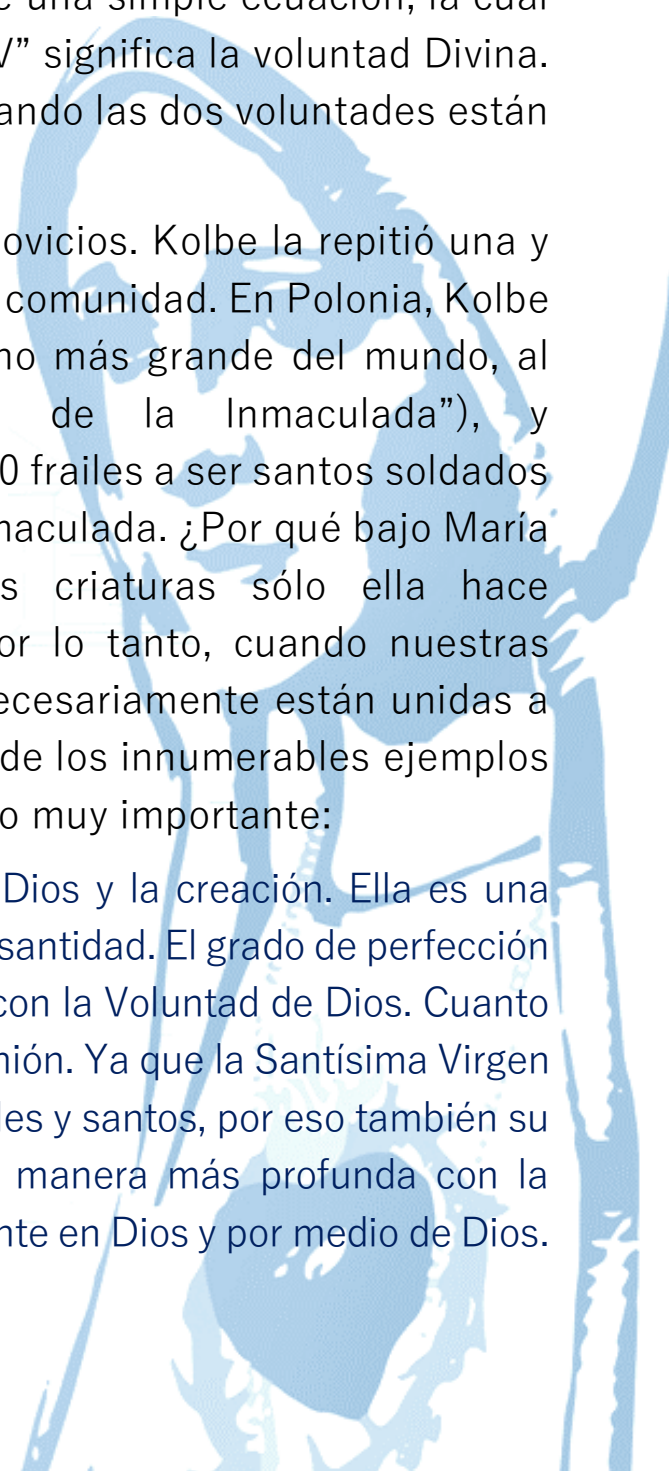 una simple ecuación, la cual
V” significa la voluntad Divina.
ando las dos voluntades están
ovicios. Kolbe la repitió una y
comunidad. En Polonia, Kolbe
no más grande del mundo, al
de la Inmaculada”), y
0 frailes a ser santos soldados
maculada. ¿Por qué bajo María
s criaturas sólo ella hace
or lo tanto, cuando nuestras
ecesariamente están unidas a
de los innumerables ejemplos
o muy importante:
Dios y la creación. Ella es una
santidad. El grado de perfección
con la Voluntad de Dios. Cuanto
nión. Ya que la Santísima Virgen
les y santos, por eso también su
manera más profunda con la
nte en Dios y por medio de Dios.